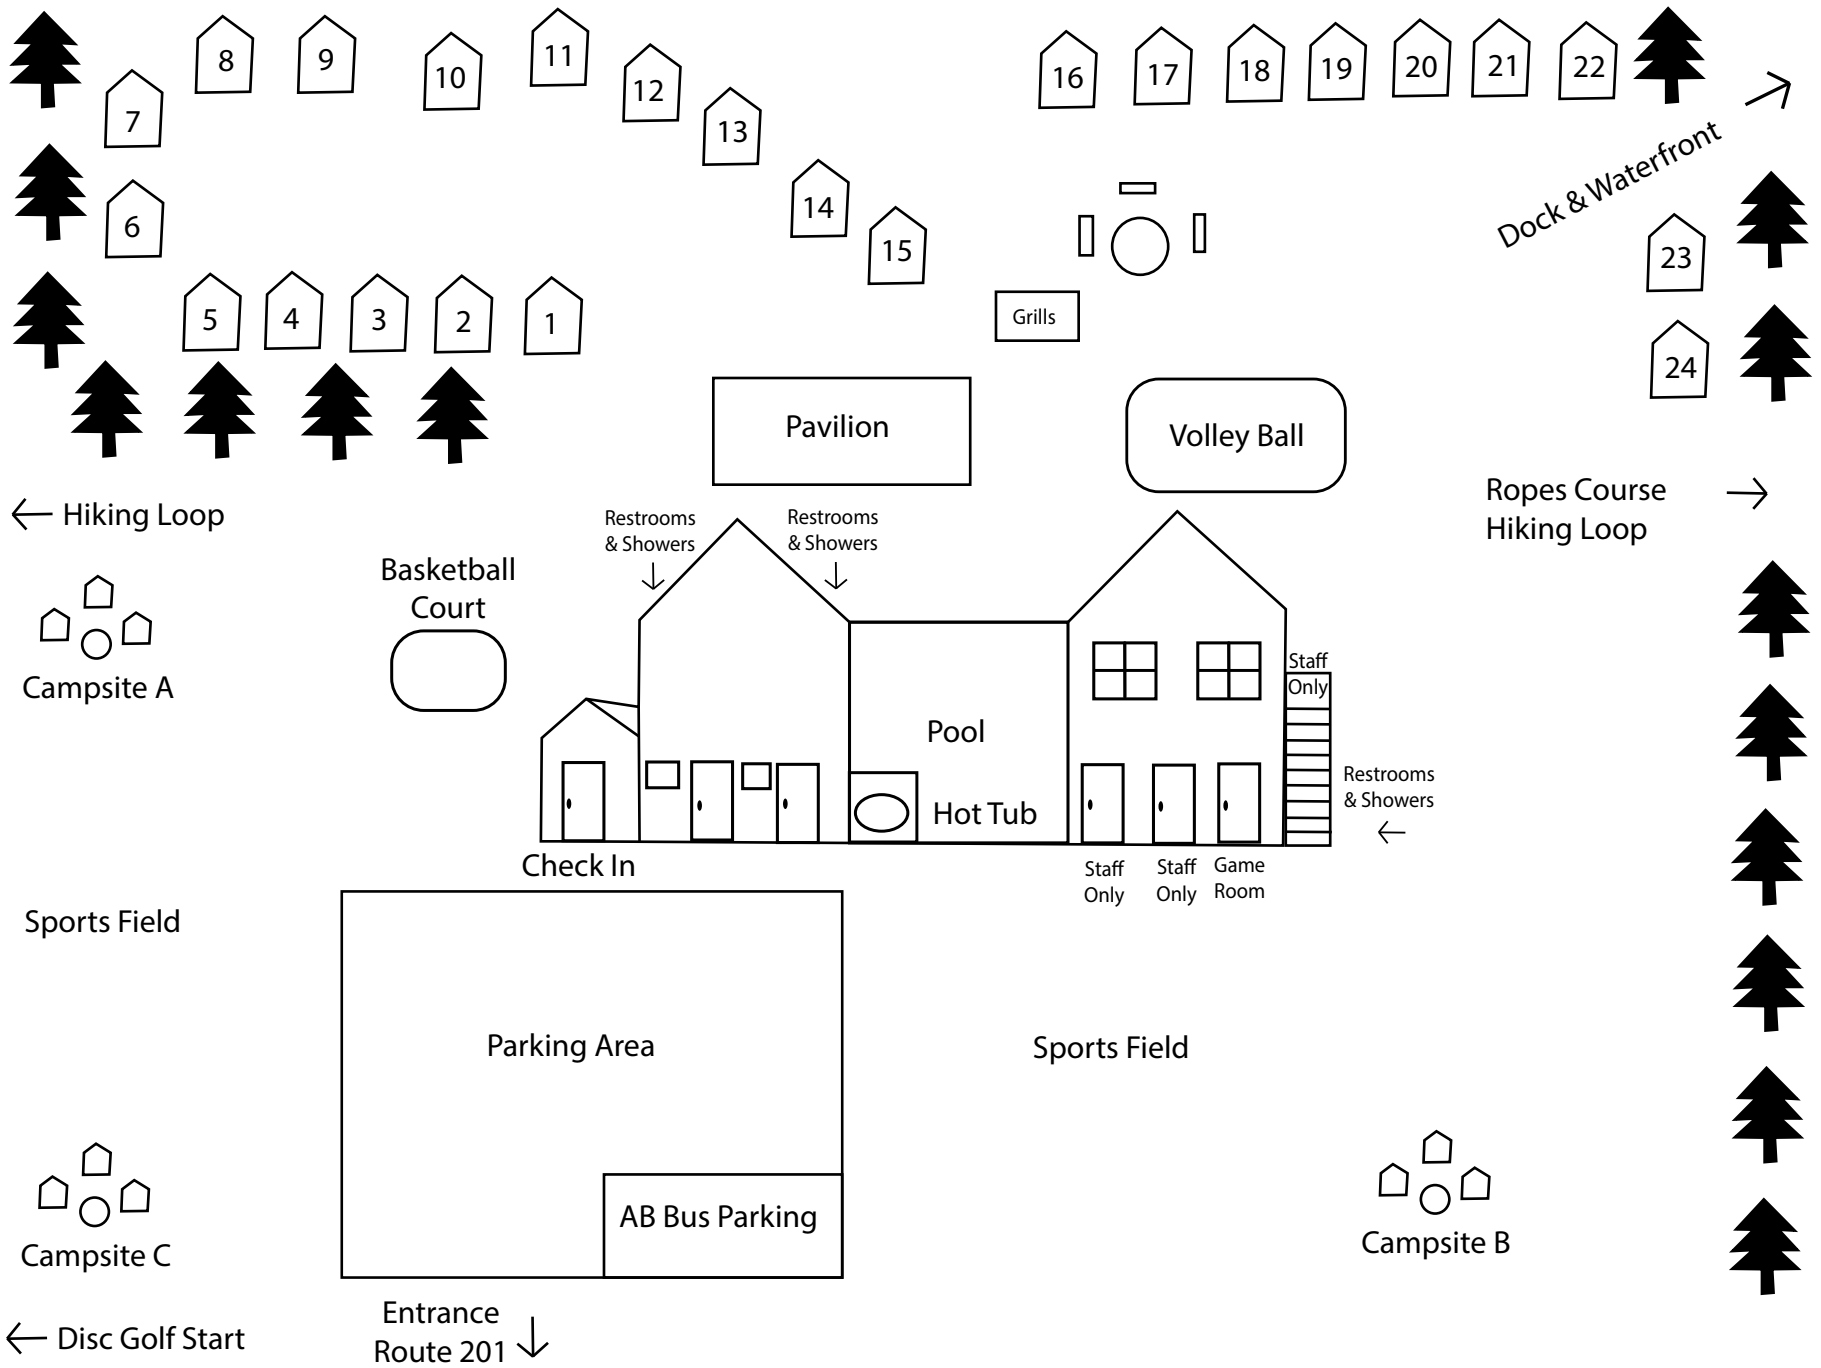 8
9
10
11
12
13
7
6
14
15
16
17
18
19
20
21
22
Dock & Waterfront
23
24
5
4
3
2
1
Grills
Pavilion
Volley Ball
Hiking Loop
Ropes Course
Hiking Loop
Restrooms
& Showers
Restrooms
& Showers
Basketball
Court
Campsite A
Staff
Only
Pool
Hot Tub
Restrooms
& Showers
Check In
Staff
Only
Staff
Only
Game
Room
Sports Field
Parking Area
Sports Field
AB Bus Parking
Campsite C
Campsite B
Entrance
Route 201
Disc Golf Start